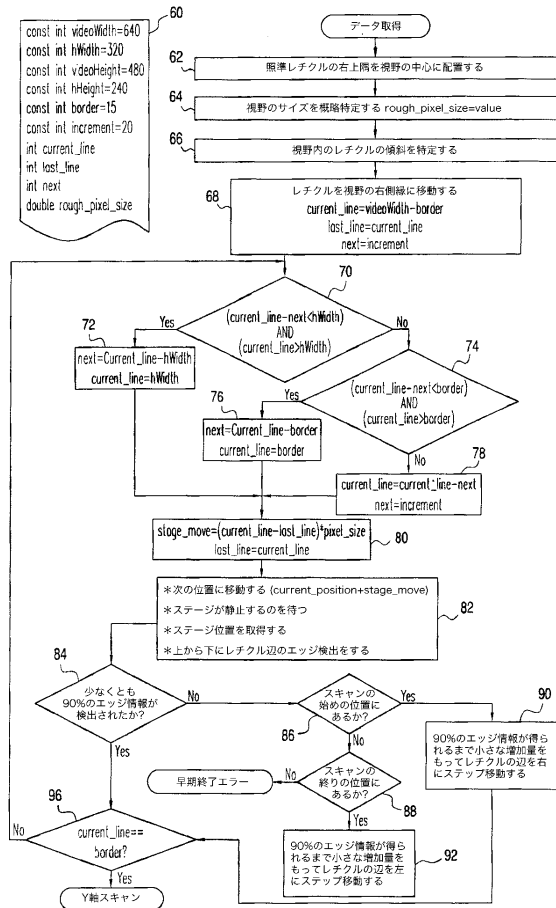 60
const int videoWidth=640
const int hWidth=320
const int videoHeight=480
const int hHeight=240
const int border=15
const int increment=20
int current_line
int last_line
int next
double rough_pixel_size
データ取得
62
照準レチクルの右上隅を視野の中心に配置する
64
視野のサイズを概略特定する rough_pixel_size=value
66
視野内のレチクルの傾斜を特定する
68
レチクルを視野の右側縁に移動する
current_line=videoWidth-border
last_line=current_line
next=increment
70
(current_line-next<hWidth)
AND
(current_line>hWidth)
Yes
No
72
next=Current_line-hWidth
current_line=hWidth
74
(current_line-next<border)
AND
(current_line>border)
Yes
No
76
next=Current_line-border
current_line=border
78
current_line=current_line-next
next=increment
stage_move=(current_line-last_line)*pixel_size
last_line=current_line
80
*次の位置に移動する (current_position+stage_move)
*ステージが静止するのを待つ
*ステージ位置を取得する
*上から下にレチクル辺のエッジ検出をする
82
84
少なくとも
90%のエッジ情報が
検出されたか?
No
Yes
スキャンの
始めの位置に
あるか?
86
Yes
No
90
90%のエッジ情報が得ら
れるまで小さな増加量を
もってレチクルの辺を右
にステップ移動する
スキャンの
終りの位置に
あるか?
88
No
Yes
早期終了エラー
90%のエッジ情報が得ら
れるまで小さな増加量を
もってレチクルの辺を左
にステップ移動する
92
96
current_line==
border?
No
Yes
Y軸スキャン